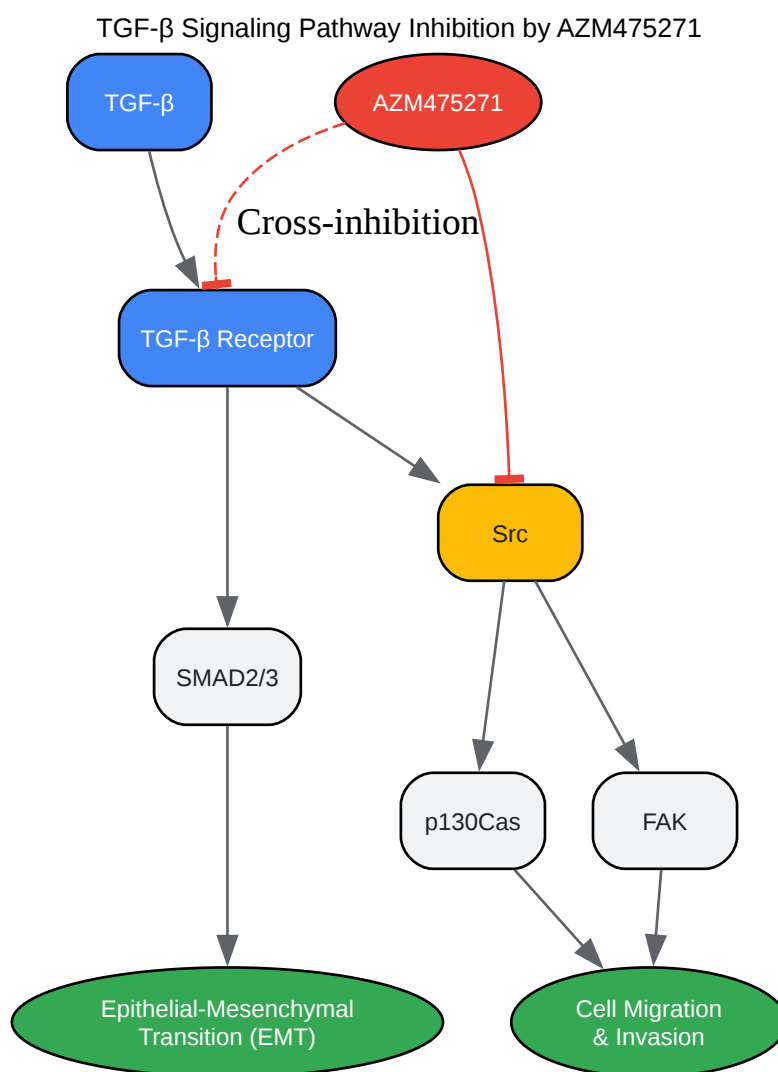 TGF-β Signaling Pathway Inhibition by AZM475271
TGF-β
AZM475271
Cross-inhibition
TGF-β Receptor
Src
SMAD2/3
p130Cas
FAK
Epithelial-Mesenchymal
Transition (EMT)
Cell Migration
& Invasion